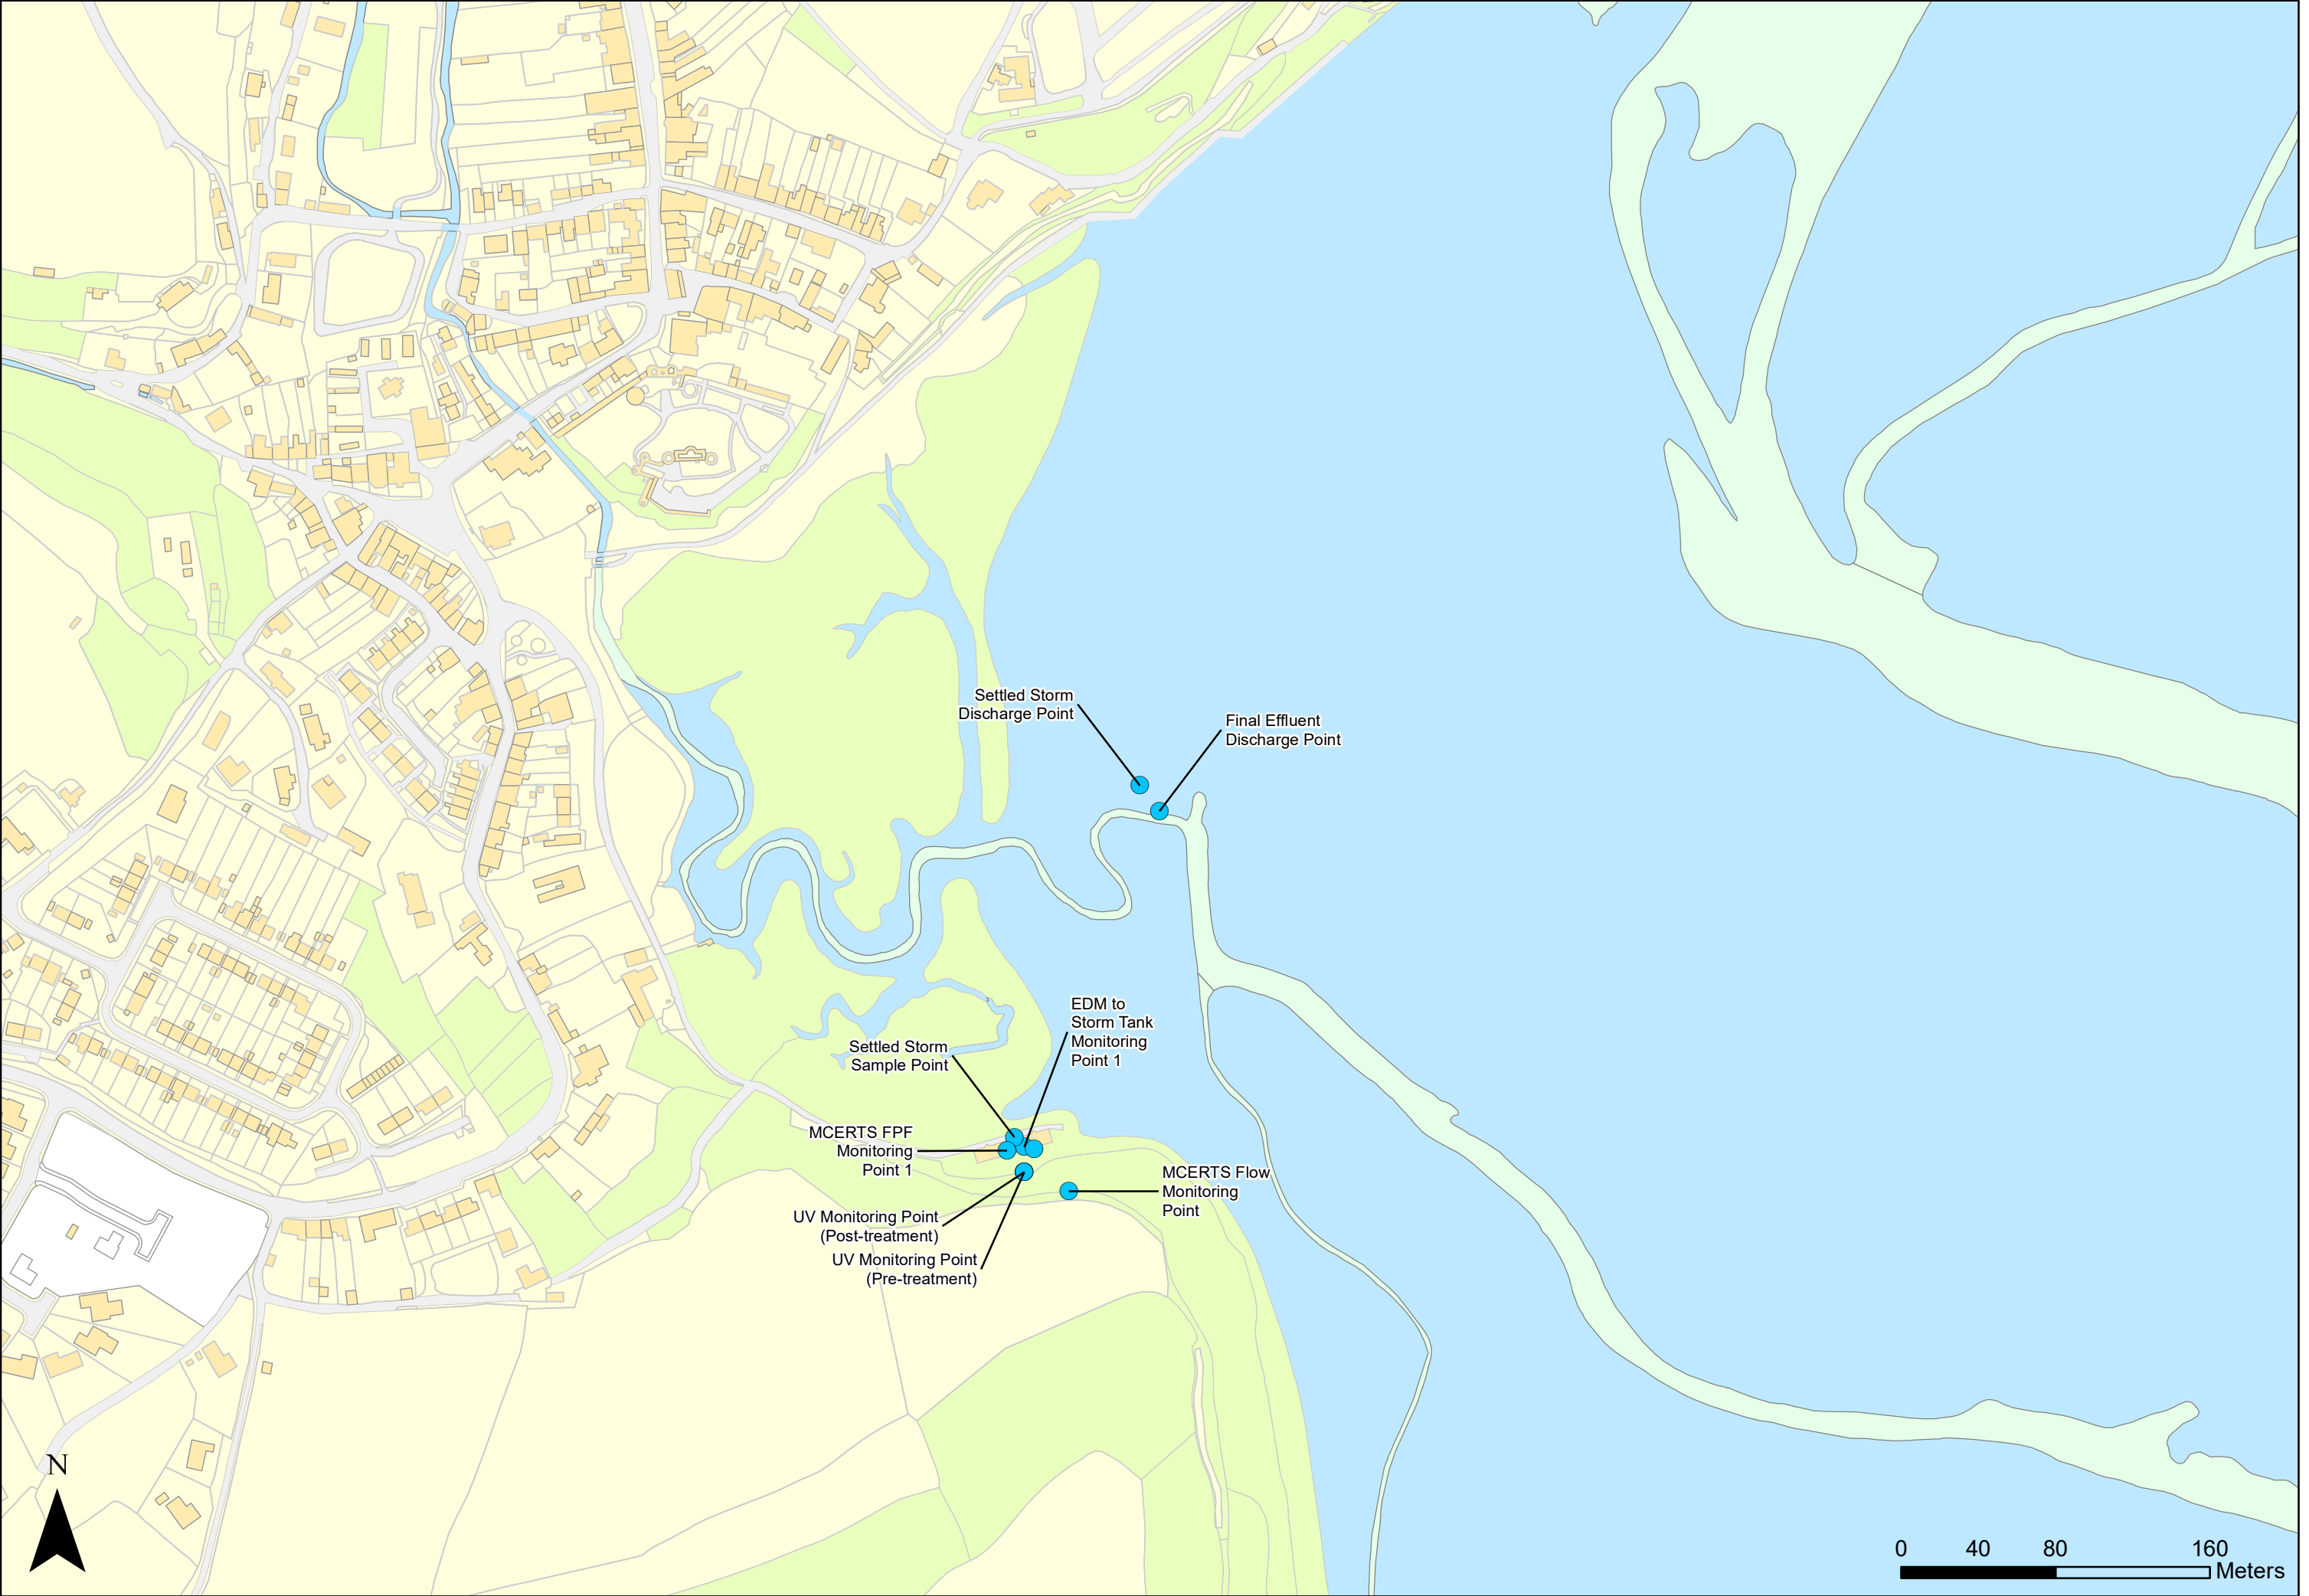 Settled Storm
Discharge Point
Final Effluent
Discharge Point
EDM to
Storm Tank
Monitoring
Point 1
Settled Storm
Sample Point
MCERTS FPF
Monitoring
Point 1
MCERTS Flow
Monitoring
Point
UV Monitoring Point
(Post-treatment)
UV Monitoring Point
(Pre-treatment)
N
0 40 80 160
Meters